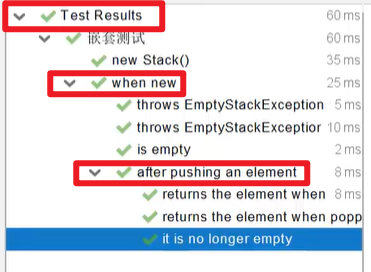 Test Results 60 ms
嵌套测试 60 ms
new Stack() 35 ms
when new 25 ms
throws EmptyStackException 5 ms
throws EmptyStackException 10 ms
is empty 2 ms
after pushing an element 8 ms
returns the element when 8 ms
returns the element when popp
it is no longer empty